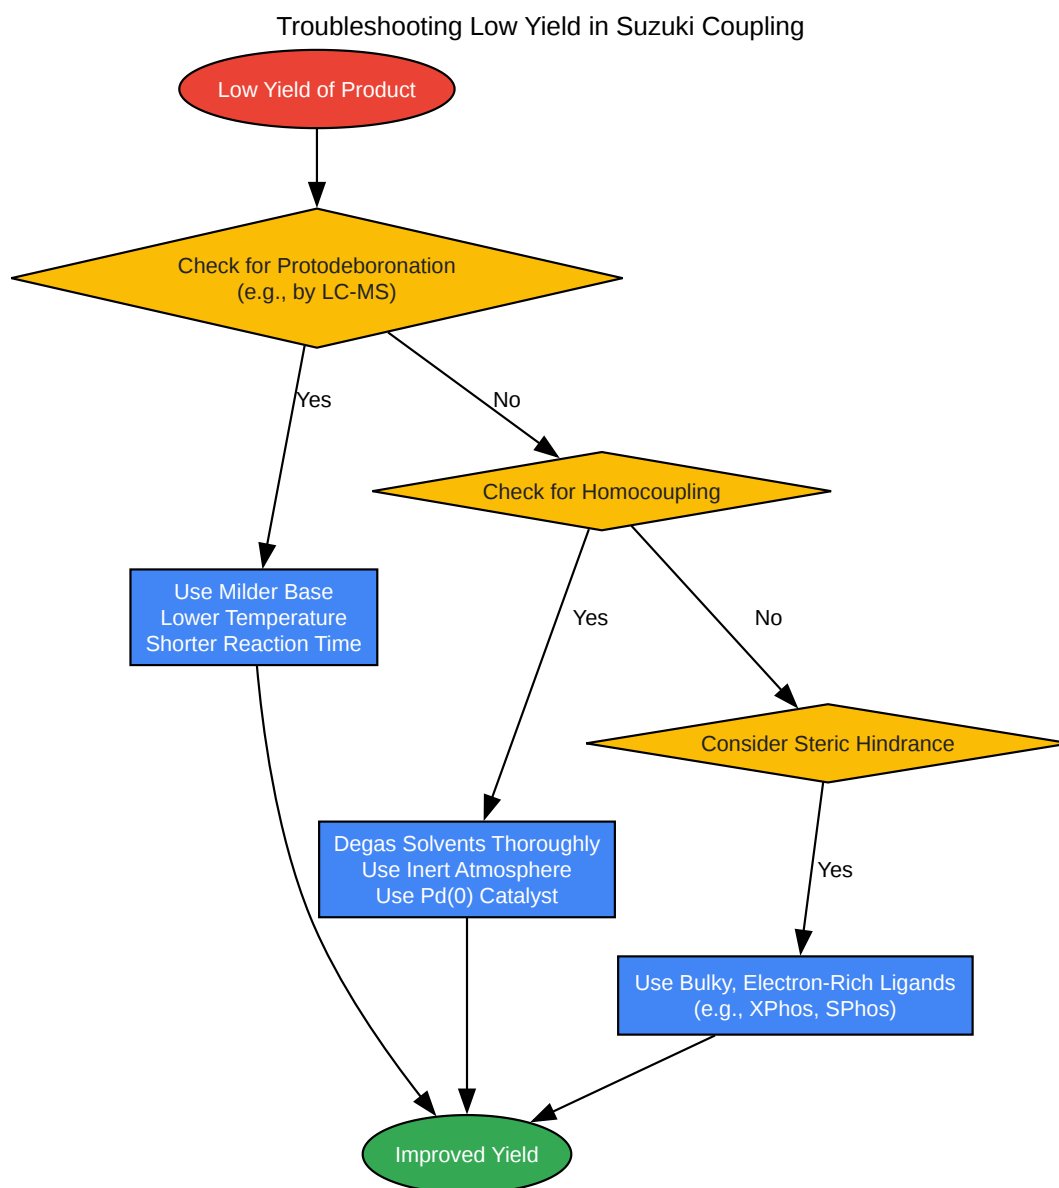 Troubleshooting Low Yield in Suzuki Coupling
Low Yield of Product
Check for Protodeboronation
(e.g., by LC-MS)
Yes
No
Check for Homocoupling
Use Milder Base
Lower Temperature
Shorter Reaction Time
Yes
No
Consider Steric Hindrance
Degas Solvents Thoroughly
Use Inert Atmosphere
Use Pd(0) Catalyst
Yes
Use Bulky, Electron-Rich Ligands
(e.g., XPhos, SPhos)
Improved Yield